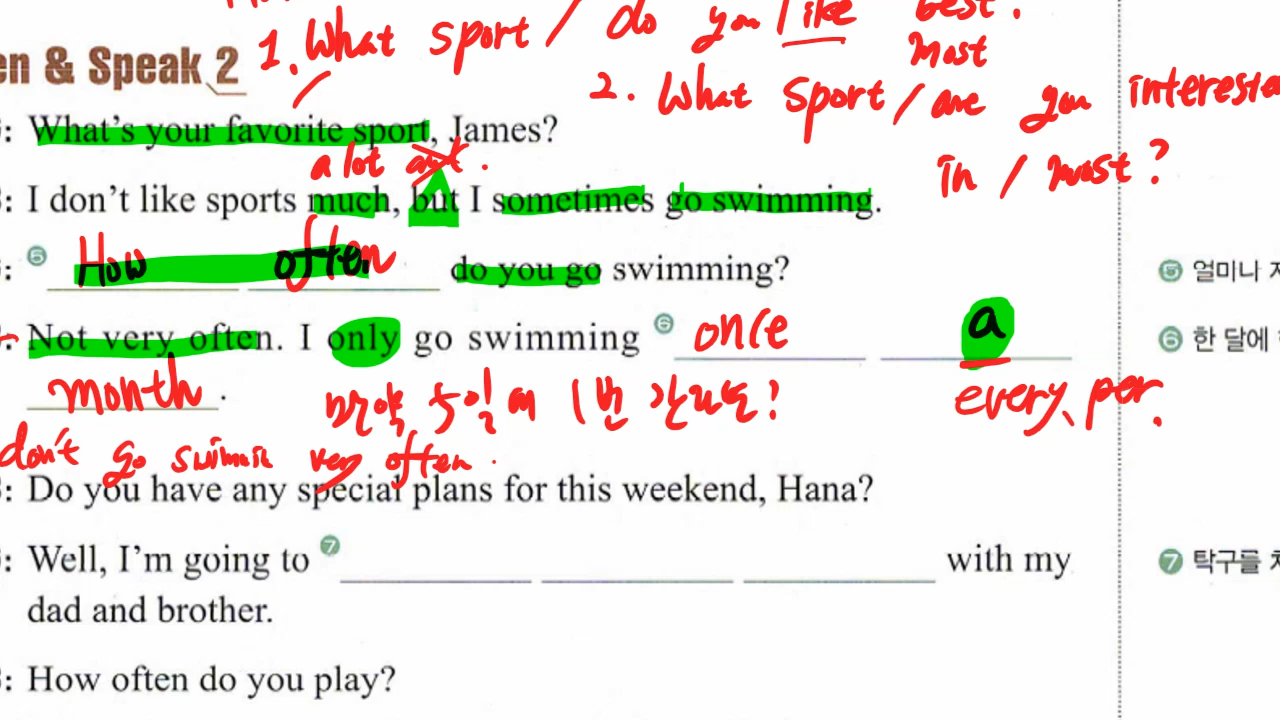 1. What sport / do you like best.
en & Speak 2
most
2. What sport / are you interested
: What's your favorite sport, James?
a lot
in / most?
: I don't like sports much, but I sometimes go swimming.
: ⑥ How often do you go swimming?
⑤ 얼마나 자
: Not very often. I only go swimming ⑥ once a
⑥ 한 달에
month.
만약 5일에 1번 간다면?
every, per.
don't go swimming very often.
: Do you have any special plans for this weekend, Hana?
: Well, I'm going to ⑦ with my
⑦ 탁구를 치
dad and brother.
: How often do you play?